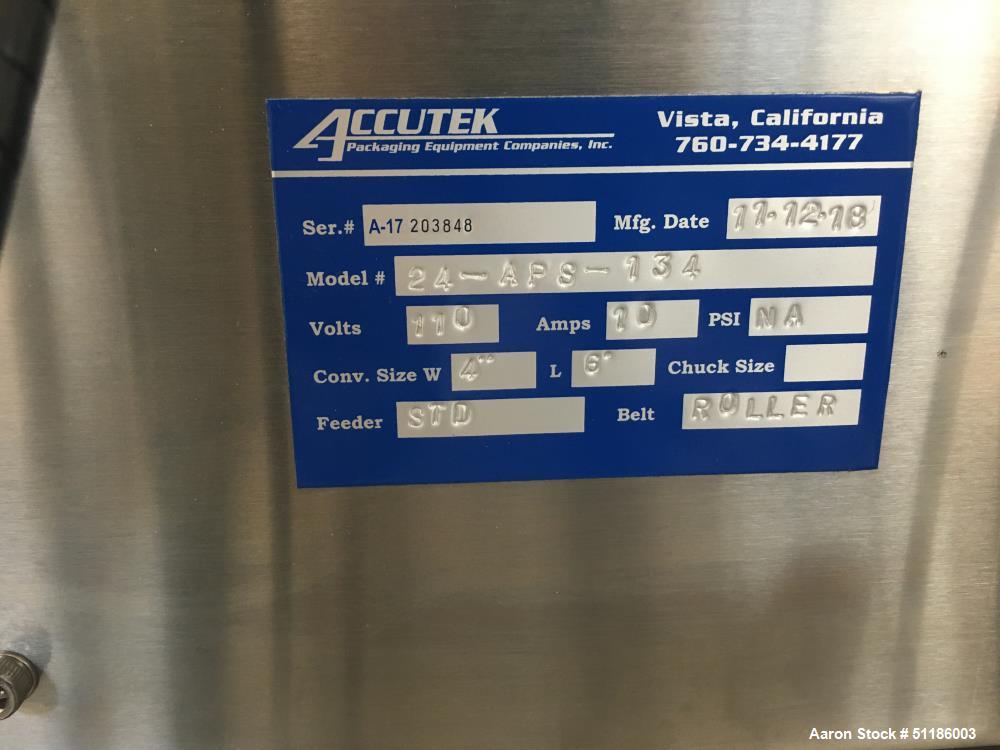 ACCUTEK
Packaging Equipment Companies, Inc.
Vista, California
760-734-4177
Ser.# A-17 203848 Mfg. Date 11·12·18
Model # 24-APS-134
Volts 110 Amps 10 PSI NA
Conv. Size W 4" L 6' Chuck Size
Feeder STD Belt ROLLER
Aaron Stock # 51186003